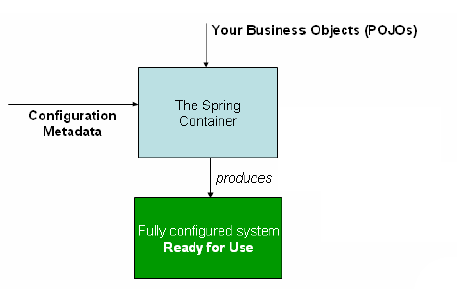 Your Business Objects (POJOs)
The Spring
Container
Configuration
Metadata
produces
Fully configured system
Ready for Use